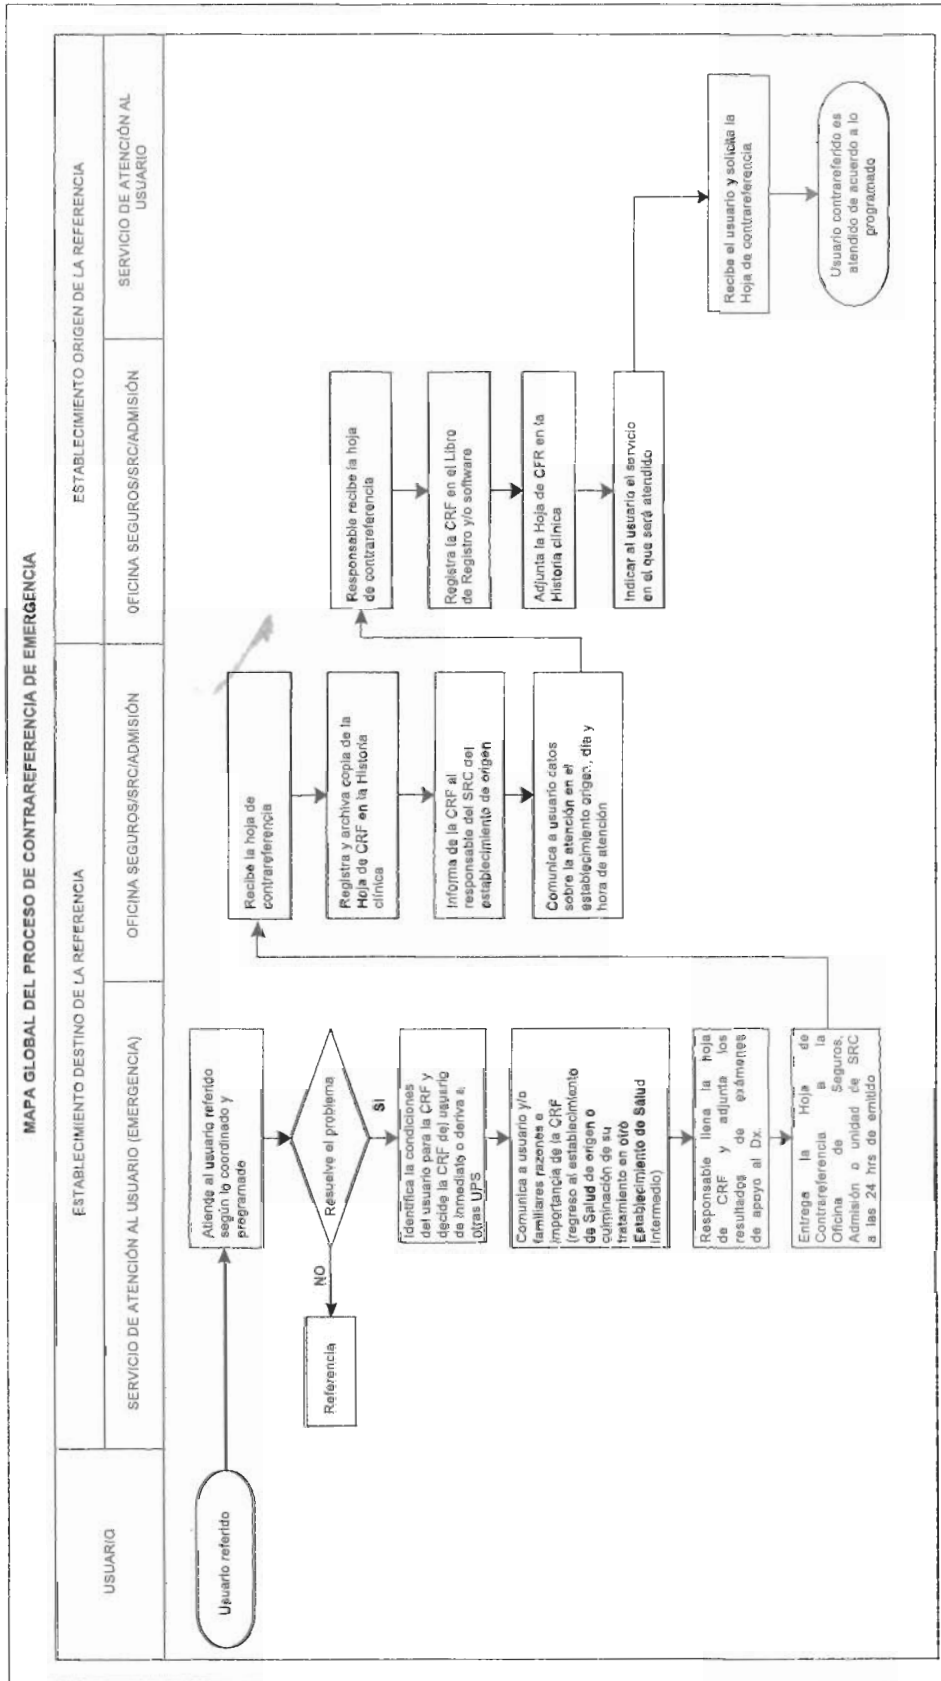 MAPA GLOBAL DEL PROCESO DE CONTRAREFERENCIA DE EMERGENCIA
USUARIO
ESTABLECIMIENTO DESTINO DE LA REFERENCIA
ESTABLECIMIENTO ORIGEN DE LA REFERENCIA
SERVICIO DE ATENCIÓN AL USUARIO (EMERGENCIA)
OFICINA SEGUROS/SRC/ADMISIÓN
OFICINA SEGUROS/SRC/ADMISIÓN
SERVICIO DE ATENCIÓN AL
USUARIO
Usuario referido
Atiende al usuario referido
según lo coordinado y
programado
Resuelve el problema
NO
Referencia
SI
Identifica la condiciones
del usuario para la CRF y
decide la CRF del usuario
de inmediato o deriva a
otras UPS
Comunica a usuario y/o
familiares razones e
importancia de la CRF
(regreso al establecimiento
de Salud de origen o
culminación de su
tratamiento en otro
Establecimiento de Salud
intermedio)
Responsable llena la hoja
de CRF y adjunta los
resultados de exámenes
de apoyo al Dx.
Entrega la Hoja de
Contrareferencia a la
Oficina de Seguros,
Admisión o unidad de SRC
a las 24 hrs de emitido
Recibe la hoja de
contrareferencia
Registra y archiva copia de la
Hoja de CRF en la Historia
clínica
Informa de la CRF al
responsable del SRC del
establecimiento de origen
Comunica a usuario datos
sobre la atención en el
establecimiento origen, día y
hora de atención
Responsable recibe la hoja
de contrareferencia
Registra la CRF en el Libro
de Registro y/o software
Adjunta la Hoja de CFR en la
Historia clínica
Indicar al usuario el servicio
en el que será atendido
Recibe el usuario y solicita la
Hoja de contrareferencia
Usuario contrareferido es
atendido de acuerdo a lo
programado